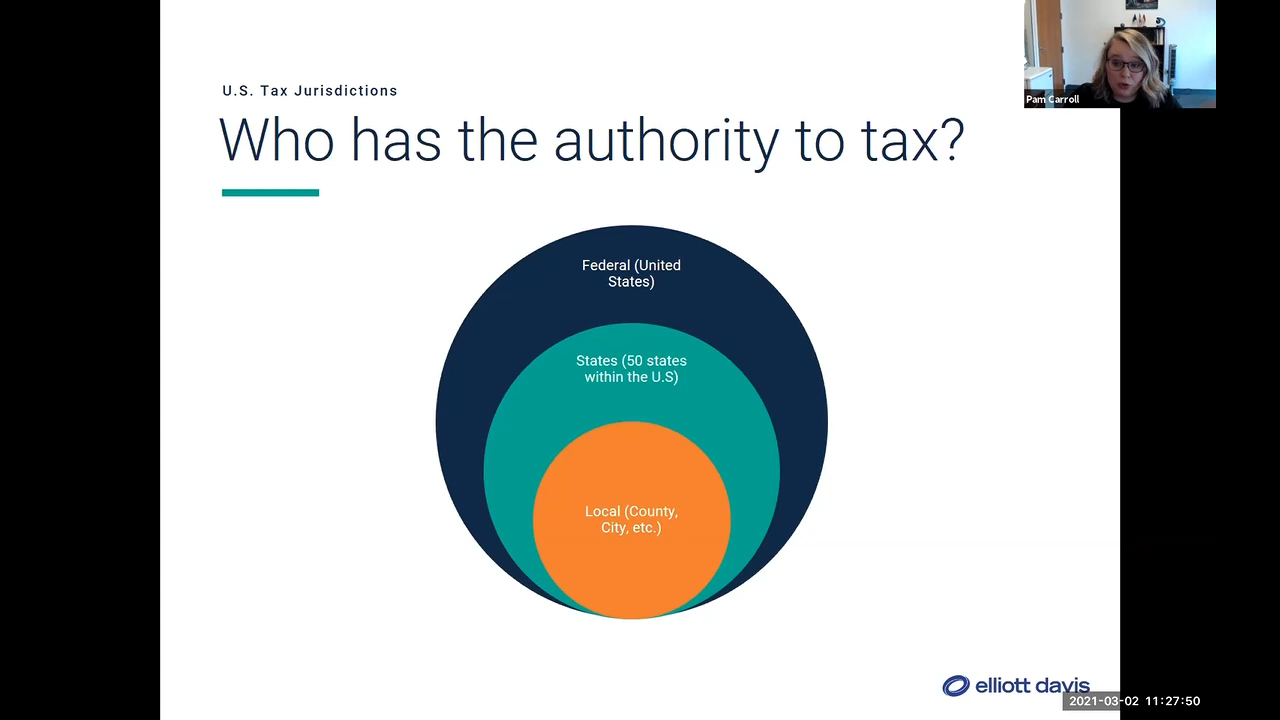 U.S. Tax Jurisdictions
Who has the authority to tax?
Pam Carroll
Federal (United
States)
States (50 states
within the U.S)
Local (County,
City, etc.)
elliott davis
2021-03-02 11:27:50